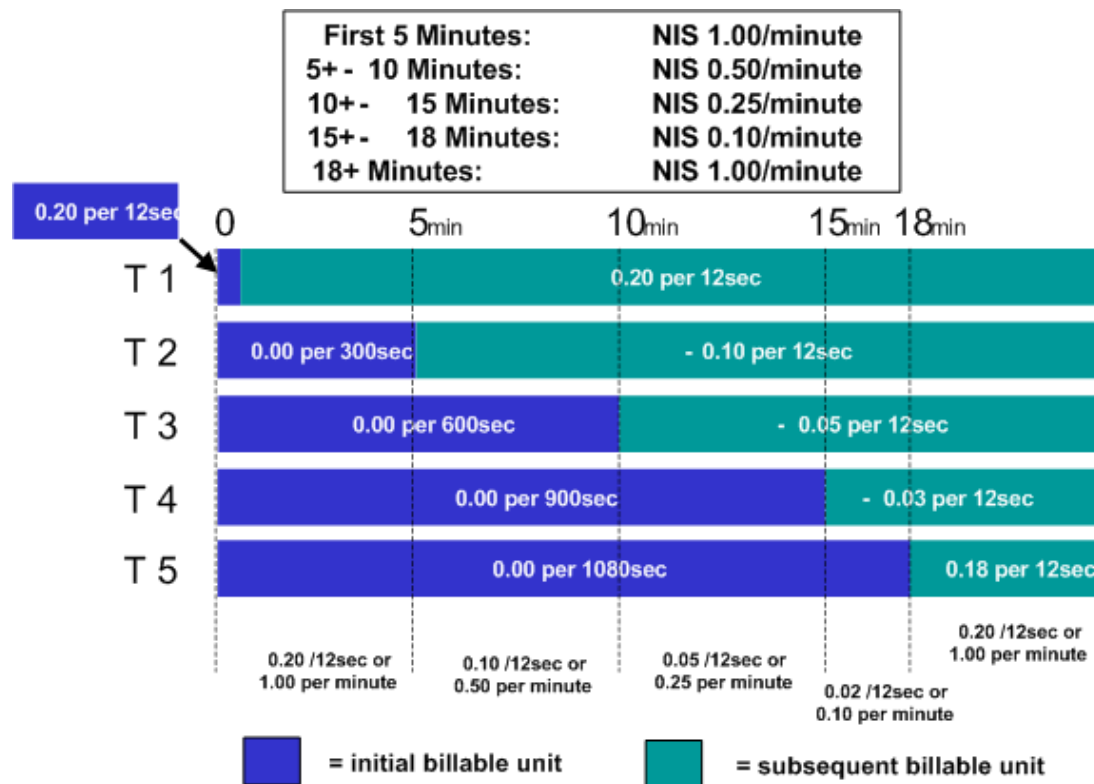 First 5 Minutes: NIS 1.00/minute
5+ - 10 Minutes: NIS 0.50/minute
10+ - 15 Minutes: NIS 0.25/minute
15+ - 18 Minutes: NIS 0.10/minute
18+ Minutes: NIS 1.00/minute
0.20 per 12sec
0 5min 10min 15min 18min
T 1 0.20 per 12sec
T 2 0.00 per 300sec - 0.10 per 12sec
T 3 0.00 per 600sec - 0.05 per 12sec
T 4 0.00 per 900sec - 0.03 per 12sec
T 5 0.00 per 1080sec 0.18 per 12sec
0.20 /12sec or
1.00 per minute
0.10 /12sec or
0.50 per minute
0.05 /12sec or
0.25 per minute
0.02 /12sec or
0.10 per minute
0.20 /12sec or
1.00 per minute
= initial billable unit
= subsequent billable unit